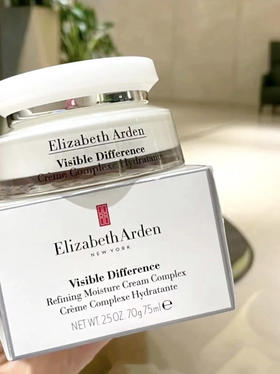 Elizabeth Arden
Visible Difference
Crème Complexe Hydratante
Elizabeth Arden
NEW YORK
Visible Difference
Refining Moisture Cream Complex
Crème Complexe Hydratante
NET WT. 2.5 OZ. 70g 75ml ℮